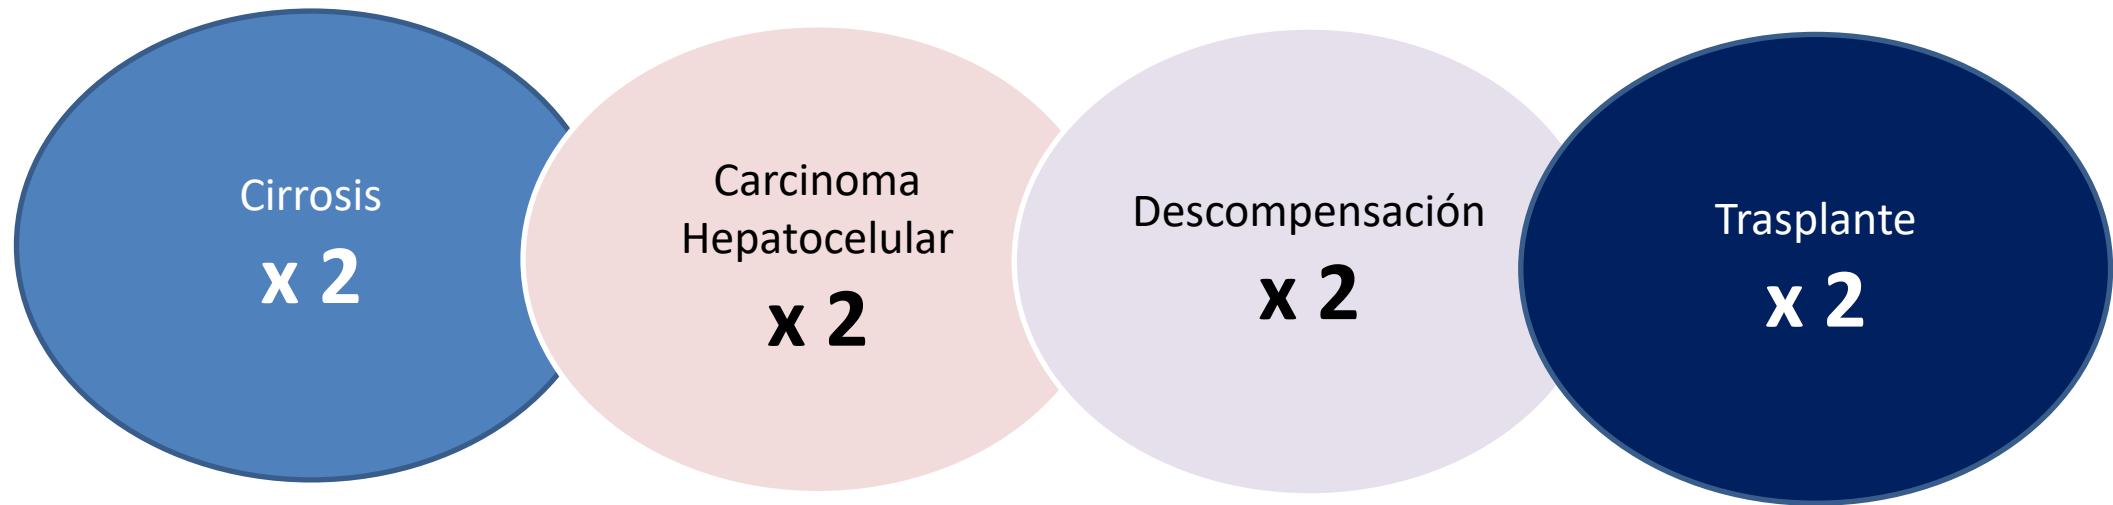 Cirrosis
x 2
Carcinoma
Hepatocelular
x 2
Descompensación
x 2
Trasplante
x 2